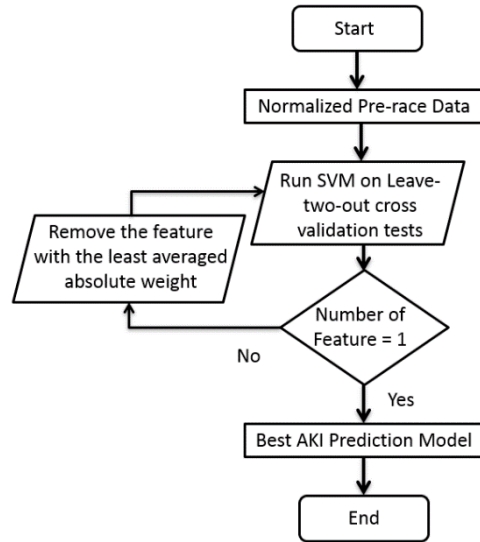 Start
Normalized Pre-race Data
Run SVM on Leave-
two-out cross
validation tests
Remove the feature
with the least averaged
absolute weight
Number of
Feature = 1
No
Yes
Best AKI Prediction Model
End